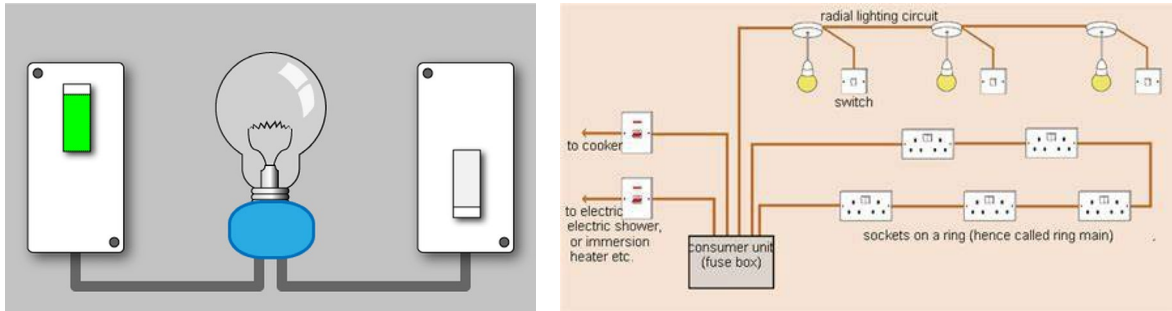 radial lighting circuit
switch
to cooker
to electric
electric shower,
or immersion
heater etc.
consumer unit
(fuse box)
sockets on a ring (hence called ring main)